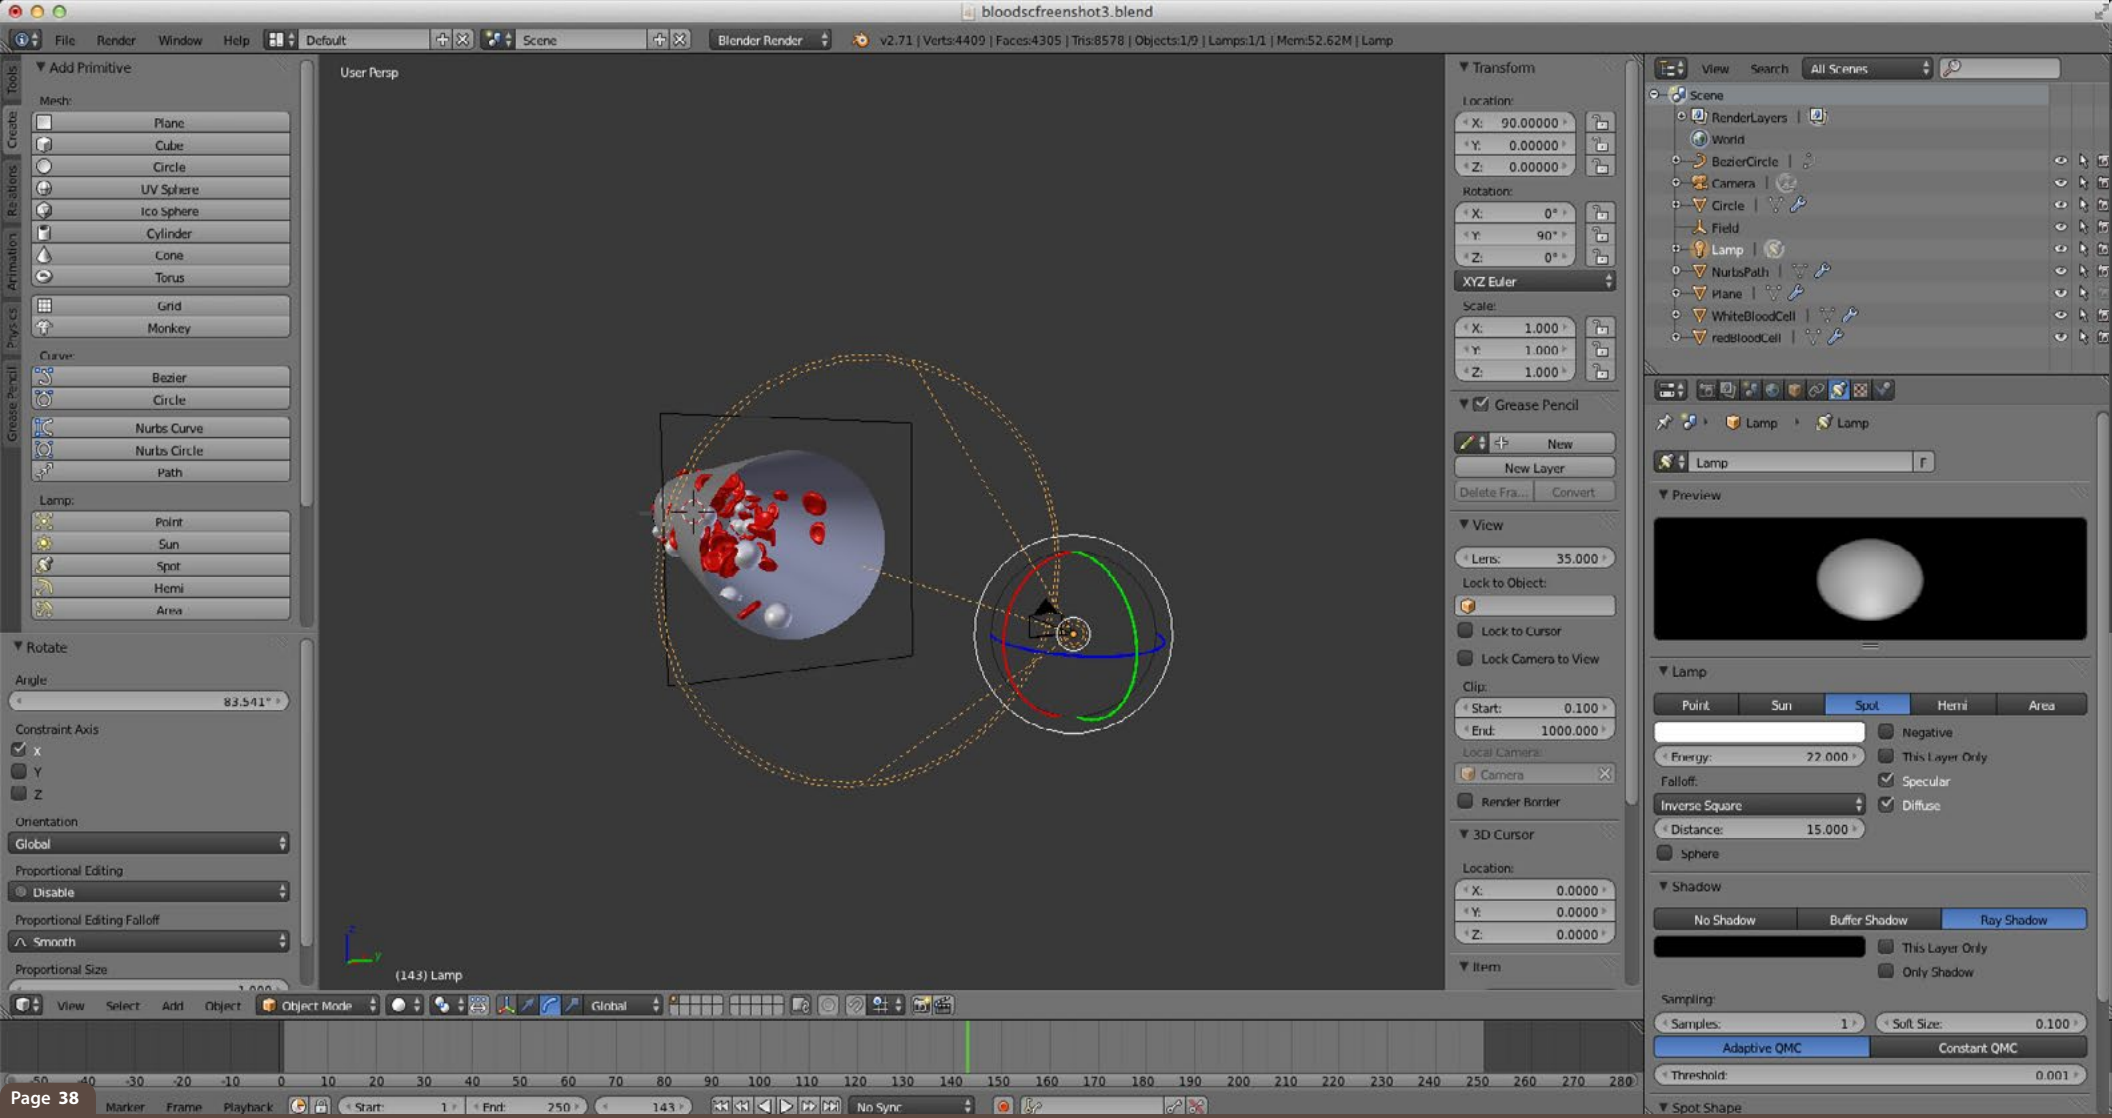 bloodscfreenshot3.blend
File Render Window Help Default Scene Blender Render v2.71 | Verts:4409 | Faces:4305 | Tris:8578 | Objects:1/9 | Lamps:1/1 | Mem:52.62M | Lamp
Tools
Create
Relations
Animation
Physics
Grease Pencil
Add Primitive
Mesh:
Plane
Cube
Circle
UV Sphere
Ico Sphere
Cylinder
Cone
Torus
Grid
Monkey
Curve:
Bezier
Circle
Nurbs Curve
Nurbs Circle
Path
Lamp:
Point
Sun
Spot
Hemi
Area
Rotate
Angle
83.541°
Constraint Axis
X
Y
Z
Orientation
Global
Proportional Editing
Disable
Proportional Editing Falloff
Smooth
Proportional Size
1.000
User Persp
z
y
(143) Lamp
View Select Add Object Object Mode Global
Transform
Location:
X: 90.00000
Y: 0.00000
Z: 0.00000
Rotation:
X: 0°
Y: 90°
Z: 0°
XYZ Euler
Scale:
X: 1.000
Y: 1.000
Z: 1.000
Grease Pencil
New
New Layer
Delete Fra... Convert
View
Lens: 35.000
Lock to Object:
Lock to Cursor
Lock Camera to View
Clip:
Start: 0.100
End: 1000.000
Local Camera:
Camera
Render Border
3D Cursor
Location:
X: 0.0000
Y: 0.0000
Z: 0.0000
Item
View Search All Scenes
Scene
RenderLayers |
World
BezierCircle |
Camera |
Circle |
Field
Lamp |
NurbsPath |
Plane |
WhiteBloodCell |
redBloodCell |
Lamp Lamp
Lamp F
Preview
Lamp
Point Sun Spot Hemi Area
Negative
Energy: 22.000 This Layer Only
Falloff: Specular
Inverse Square Diffuse
Distance: 15.000
Sphere
Shadow
No Shadow Buffer Shadow Ray Shadow
This Layer Only
Only Shadow
Sampling:
Samples: 1 Soft Size: 0.100
Adaptive QMC Constant QMC
Threshold: 0.001
Spot Shape
-50 -40 -30 -20 -10 0 10 20 30 40 50 60 70 80 90 100 110 120 130 140 150 160 170 180 190 200 210 220 230 240 250 260 270 280
Page 38
Marker Frame Playback Start: 1 End: 250 143 No Sync